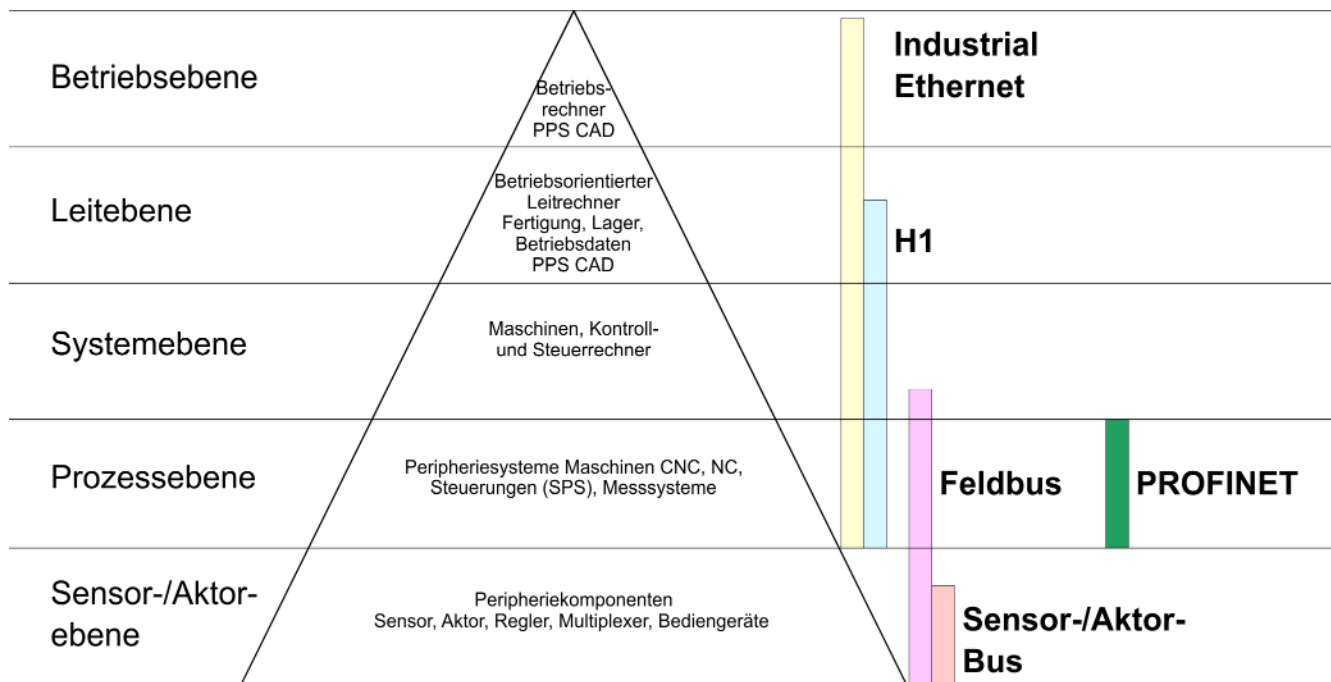 Betriebsebene
Betriebs-
rechner
PPS CAD
Industrial
Ethernet
Leitebene
Betriebsorientierter
Leitrechner
Fertigung, Lager,
Betriebsdaten
PPS CAD
H1
Systemebene
Maschinen, Kontroll-
und Steuerrechner
Prozessebene
Peripheriesysteme Maschinen CNC, NC,
Steuerungen (SPS), Messsysteme
Feldbus
PROFINET
Sensor-/Aktor-
ebene
Peripheriekomponenten
Sensor, Aktor, Regler, Multiplexer, Bediengeräte
Sensor-/Aktor-
Bus